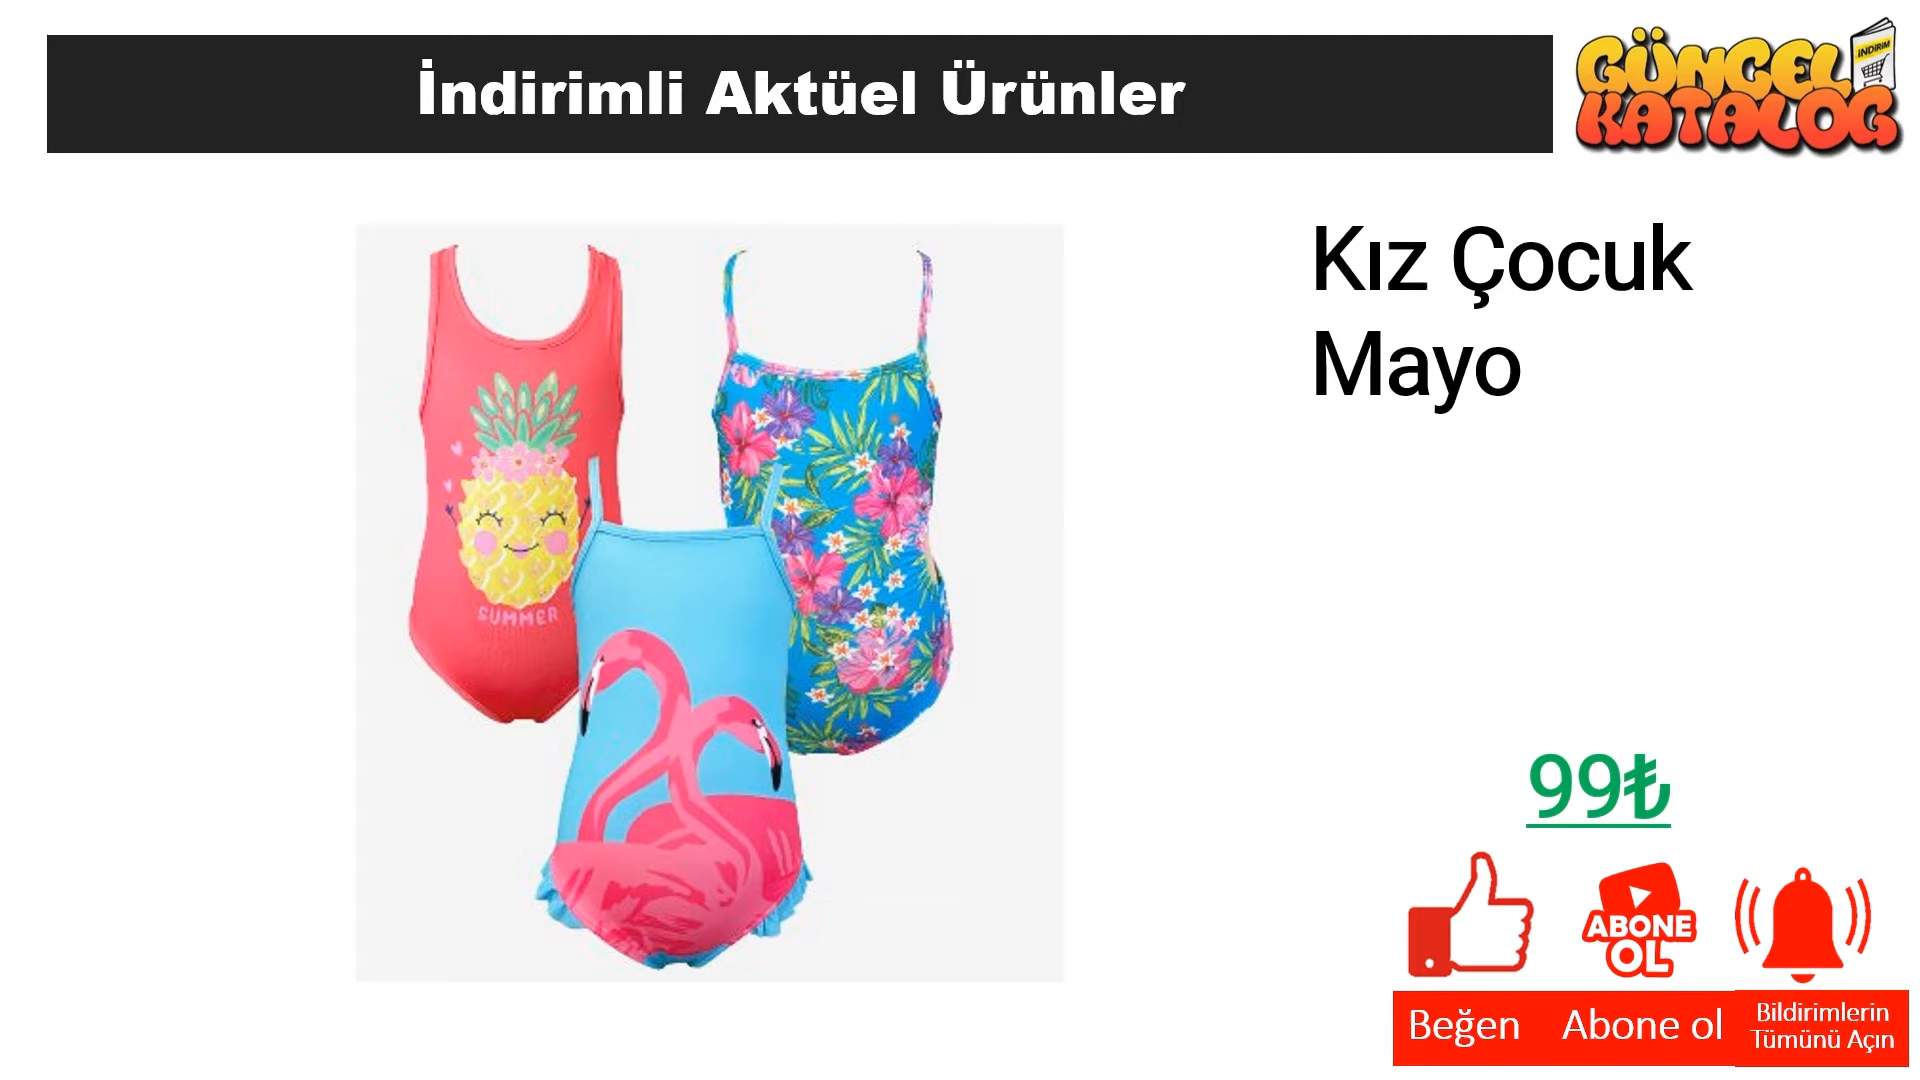 İndirimli Aktüel Ürünler
GÜNCEL
KATALOG
İNDİRİM
Kız Çocuk
Mayo
SUMMER
99₺
ABONE
OL
Beğen
Abone ol
Bildirimlerin
Tümünü Açın